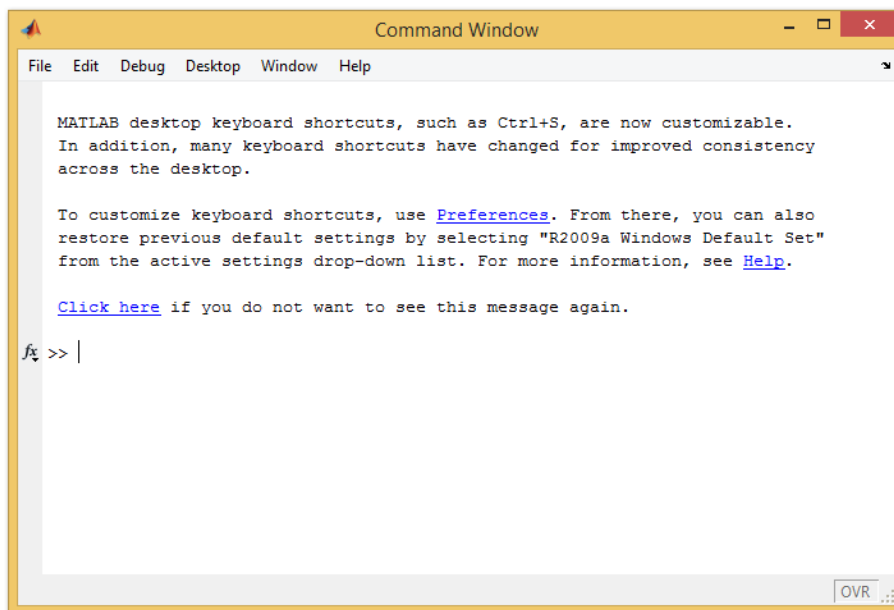 Command Window
File Edit Debug Desktop Window Help
MATLAB desktop keyboard shortcuts, such as Ctrl+S, are now customizable.
In addition, many keyboard shortcuts have changed for improved consistency
across the desktop.
To customize keyboard shortcuts, use Preferences. From there, you can also
restore previous default settings by selecting "R2009a Windows Default Set"
from the active settings drop-down list. For more information, see Help.
Click here if you do not want to see this message again.
fx >>
OVR